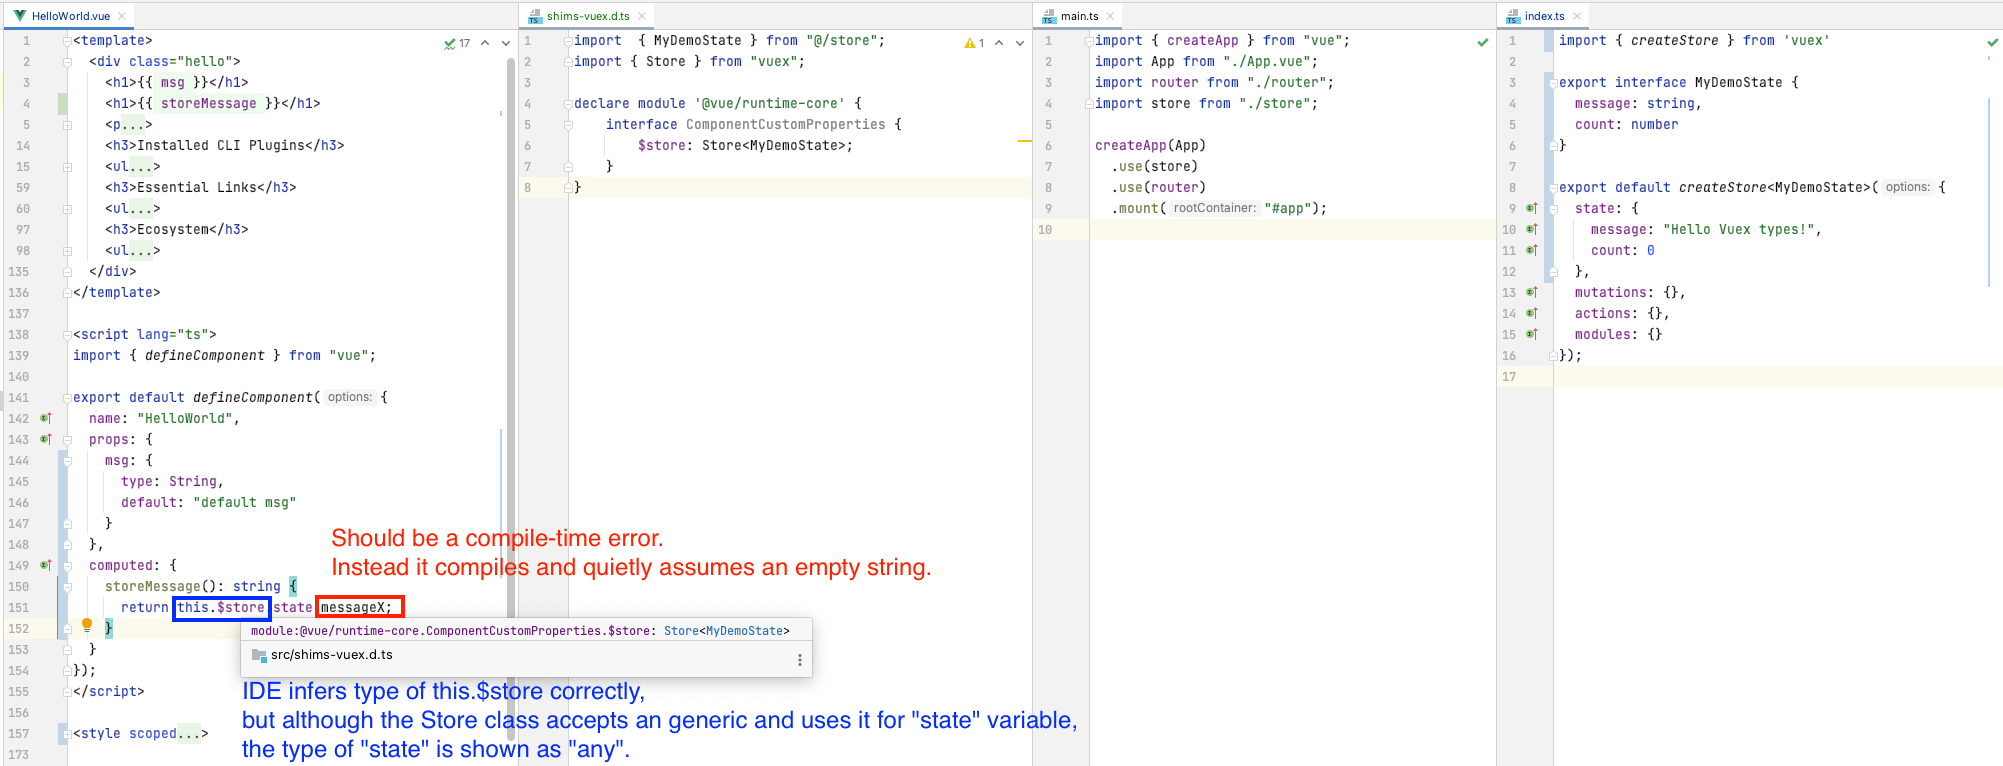 HelloWorld.vue
17
1 <template>
2 <div class="hello">
3 <h1>{{ msg }}</h1>
4 <h1>{{ storeMessage }}</h1>
5 <p...>
14 <h3>Installed CLI Plugins</h3>
15 <ul...>
59 <h3>Essential Links</h3>
60 <ul...>
97 <h3>Ecosystem</h3>
98 <ul...>
135 </div>
136 </template>
137
138 <script lang="ts">
139 import { defineComponent } from "vue";
140
141 export default defineComponent( options: {
142 name: "HelloWorld",
143 props: {
144 msg: {
145 type: String,
146 default: "default msg"
147 }
148 },
149 computed: {
150 storeMessage(): string {
151 return this.$store state messageX;
152 }
153 }
154 });
155 </script>
156
157 <style scoped...>
173
Should be a compile-time error.
Instead it compiles and quietly assumes an empty string.
module:@vue/runtime-core.ComponentCustomProperties.$store: Store<MyDemoState>
src/shims-vuex.d.ts
IDE infers type of this.$store correctly,
but although the Store class accepts an generic and uses it for "state" variable,
the type of "state" is shown as "any".
TS shims-vuex.d.ts
1
1 import { MyDemoState } from "@/store";
2 import { Store } from "vuex";
3
4 declare module '@vue/runtime-core' {
5 interface ComponentCustomProperties {
6 $store: Store<MyDemoState>;
7 }
8 }
TS main.ts
1 import { createApp } from "vue";
2 import App from "./App.vue";
3 import router from "./router";
4 import store from "./store";
5
6 createApp(App)
7 .use(store)
8 .use(router)
9 .mount( rootContainer: "#app");
10
TS index.ts
1 import { createStore } from 'vuex'
2
3 export interface MyDemoState {
4 message: string,
5 count: number
6 }
7
8 export default createStore<MyDemoState>( options: {
9 state: {
10 message: "Hello Vuex types!",
11 count: 0
12 },
13 mutations: {},
14 actions: {},
15 modules: {}
16 });
17